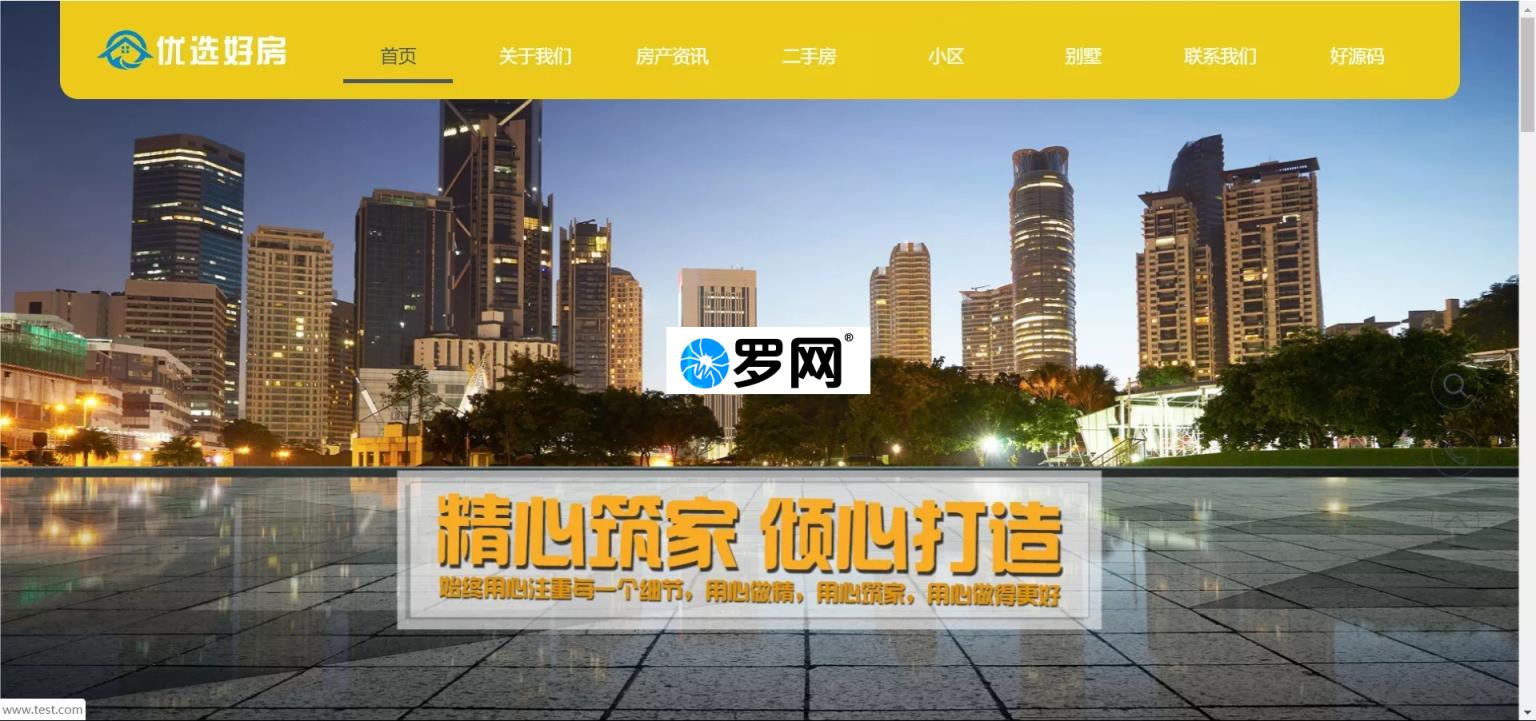 优选好房
首页 关于我们 房产资讯 二手房 小区 别墅 联系我们 好源码
罗网®
精心筑家 倾心打造
始终用心注重每一个细节，用心做精，用心筑家，用心做得更好
www.test.com